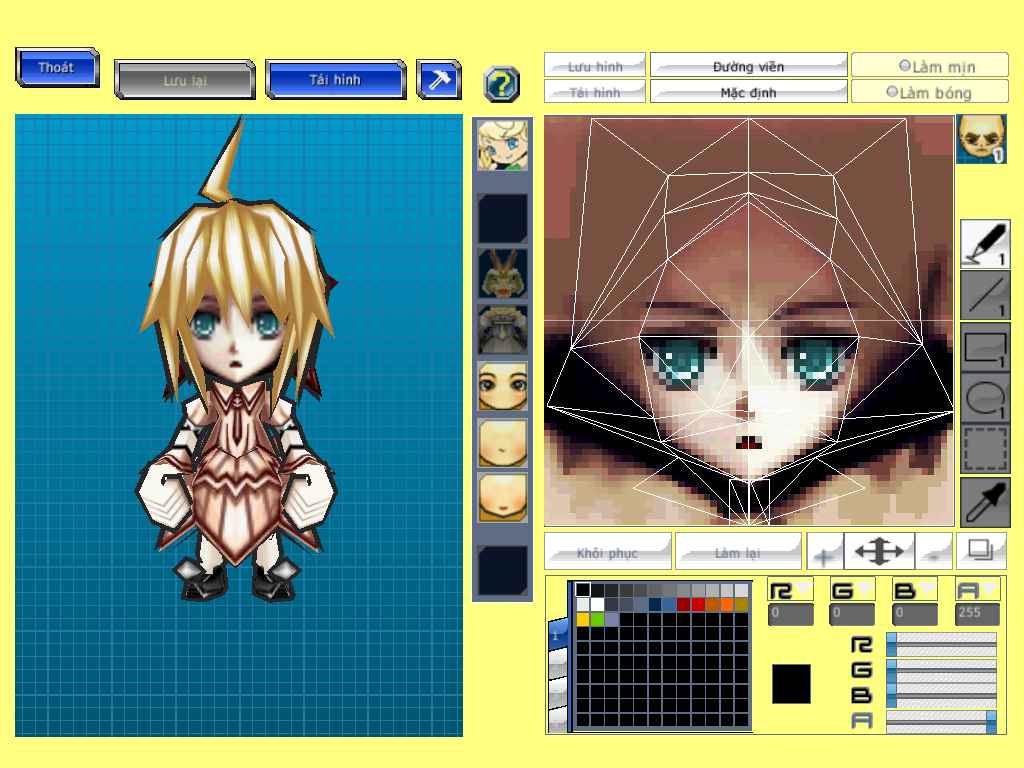 Thoát
Lưu lại
Tải hình
?
Lưu hình
Đường viền
Làm mịn
Tải hình
Mặc định
Làm bóng
1
1
1
1
1
Khôi phục
Làm lại
+
-
1
R
G
B
A
0
0
0
255
R
G
B
A